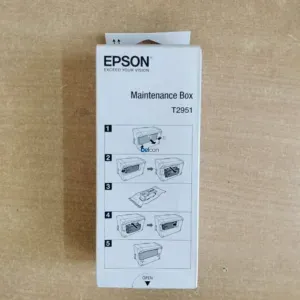 EPSON
EXCEED YOUR VISION
Maintenance Box
T2951
1
2
3
4
5
OPEN